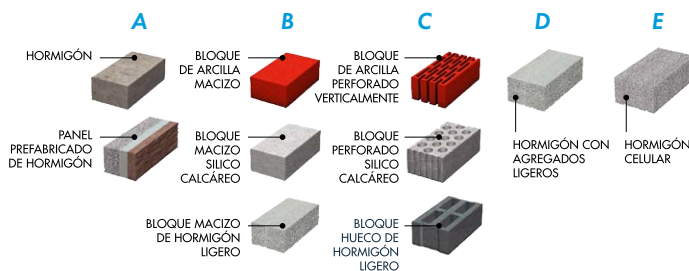 A
B
C
D
E
HORMIGÓN
BLOQUE
DE ARCILLA
MACIZO
BLOQUE
DE ARCILLA
PERFORADO
VERTICALMENTE
HORMIGÓN CON
AGREGADOS
LIGEROS
HORMIGÓN
CELULAR
PANEL
PREFABRICADO
DE HORMIGÓN
BLOQUE
MACIZO
SILICO
CALCÁREO
BLOQUE
PERFORADO
SILICO
CALCÁREO
BLOQUE MACIZO
DE HORMIGÓN
LIGERO
BLOQUE
HUECO DE
HORMIGÓN
LIGERO